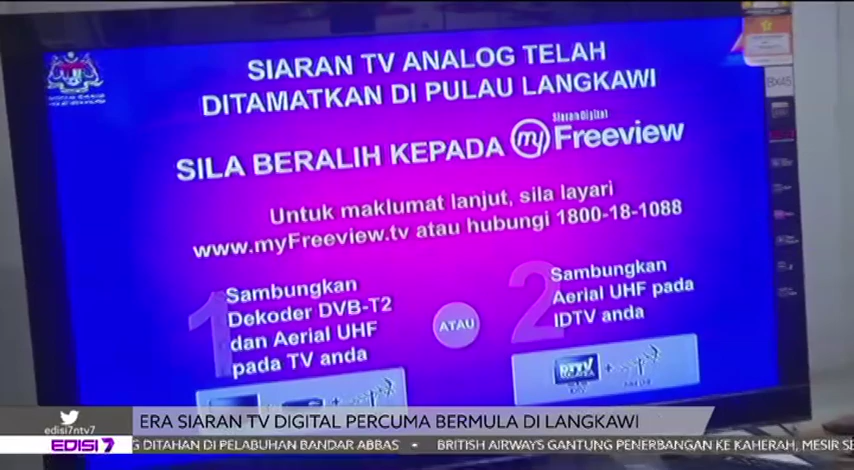 SIARAN TV ANALOG TELAH
DITAMATKAN DI PULAU LANGKAWI
SILA BERALIH KEPADA
Siaran Digital
my Freeview
Untuk maklumat lanjut, sila layari
www.myFreeview.tv atau hubungi 1800-18-1088
1
Sambungkan
Dekoder DVB-T2
dan Aerial UHF
pada TV anda
ATAU
2
Sambungkan
Aerial UHF pada
IDTV anda
+
BX45
ERA SIARAN TV DIGITAL PERCUMA BERMULA DI LANGKAWI
edisi7ntv7
EDISI 7
G DITAHAN DI PELABUHAN BANDAR ABBAS • BRITISH AIRWAYS GANTUNG PENERBANGAN KE KAHERAH, MESIR SE